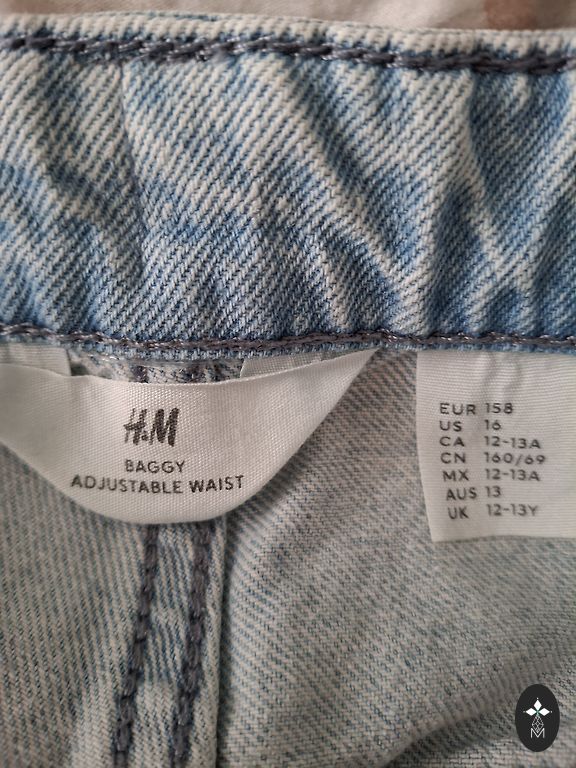 H&M
BAGGY
ADJUSTABLE WAIST
EUR 158
US 16
CA 12-13A
CN 160/69
MX 12-13A
AUS 13
UK 12-13Y
M